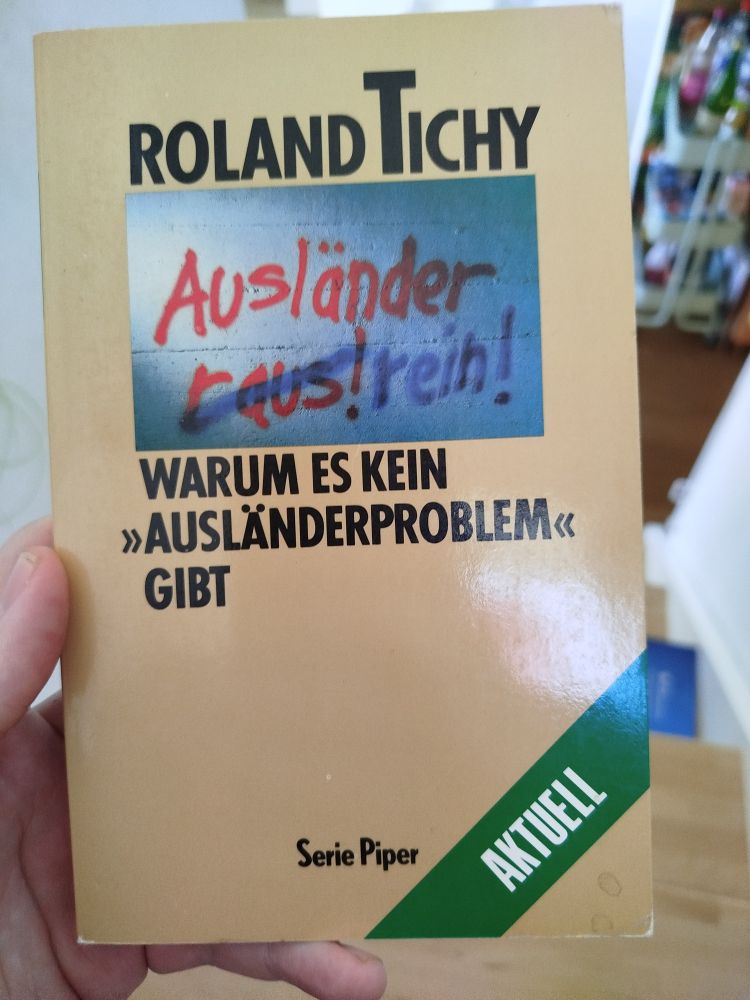 ROLAND TICHY
Ausländer
raus! rein!
WARUM ES KEIN
»AUSLÄNDERPROBLEM«
GIBT
Serie Piper
AKTUELL